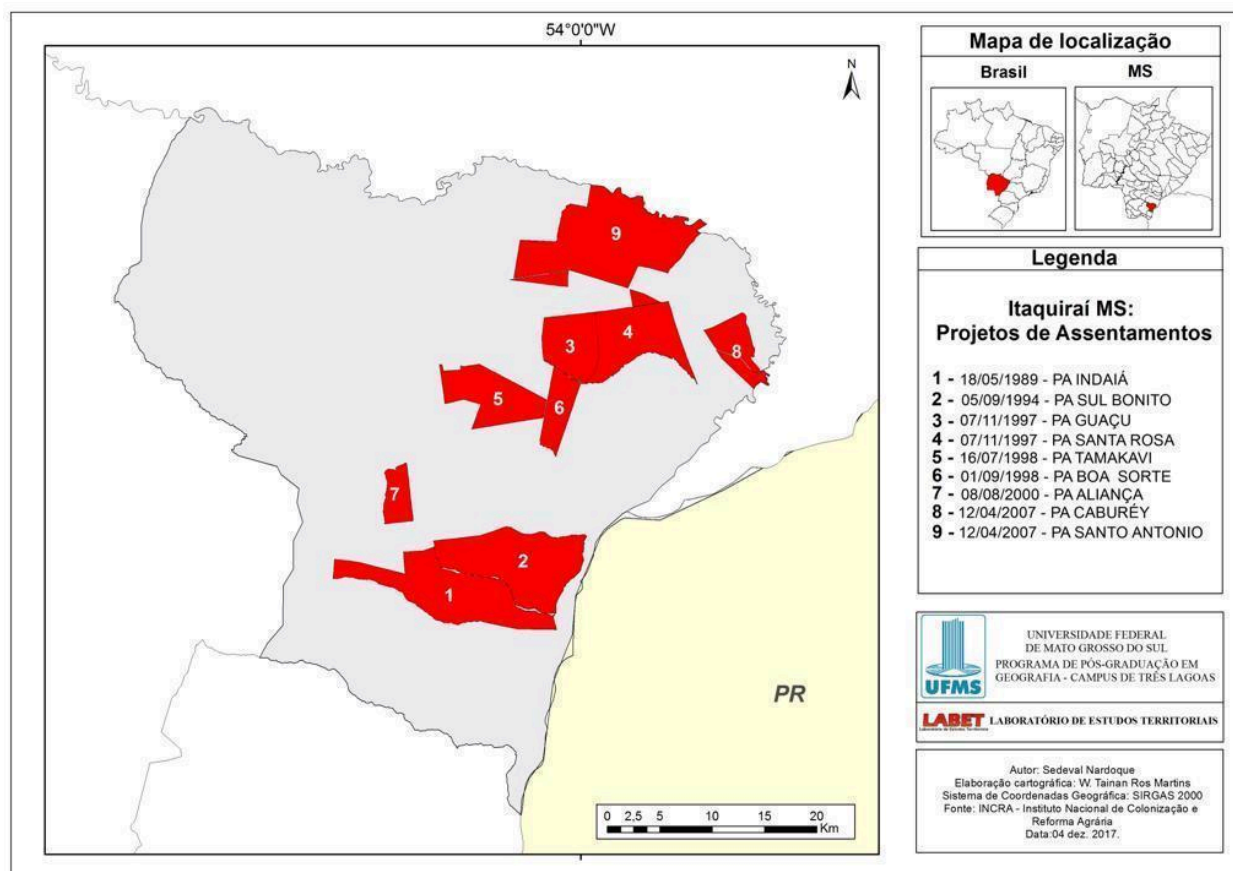 54°0'0"W
N
9
4
3
8
5
6
7
2
1
PR
0 2,5 5 10 15 20
Km
Mapa de localização
Brasil MS
Legenda
Itaquiraí MS:
Projetos de Assentamentos
1 - 18/05/1989 - PA INDAIÁ
2 - 05/09/1994 - PA SUL BONITO
3 - 07/11/1997 - PA GUAÇU
4 - 07/11/1997 - PA SANTA ROSA
5 - 16/07/1998 - PA TAMAKAVI
6 - 01/09/1998 - PA BOA SORTE
7 - 08/08/2000 - PA ALIANÇA
8 - 12/04/2007 - PA CABURÉY
9 - 12/04/2007 - PA SANTO ANTONIO
UFMS
UNIVERSIDADE FEDERAL
DE MATO GROSSO DO SUL
PROGRAMA DE PÓS-GRADUAÇÃO EM
GEOGRAFIA - CAMPUS DE TRÊS LAGOAS
LABET
Laboratório de Estudos Territoriais
LABORATÓRIO DE ESTUDOS TERRITORIAIS
Autor: Sedeval Nardoque
Elaboração cartográfica: W. Tainan Ros Martins
Sistema de Coordenadas Geográfica: SIRGAS 2000
Fonte: INCRA - Instituto Nacional de Colonização e
Reforma Agrária
Data:04 dez. 2017.